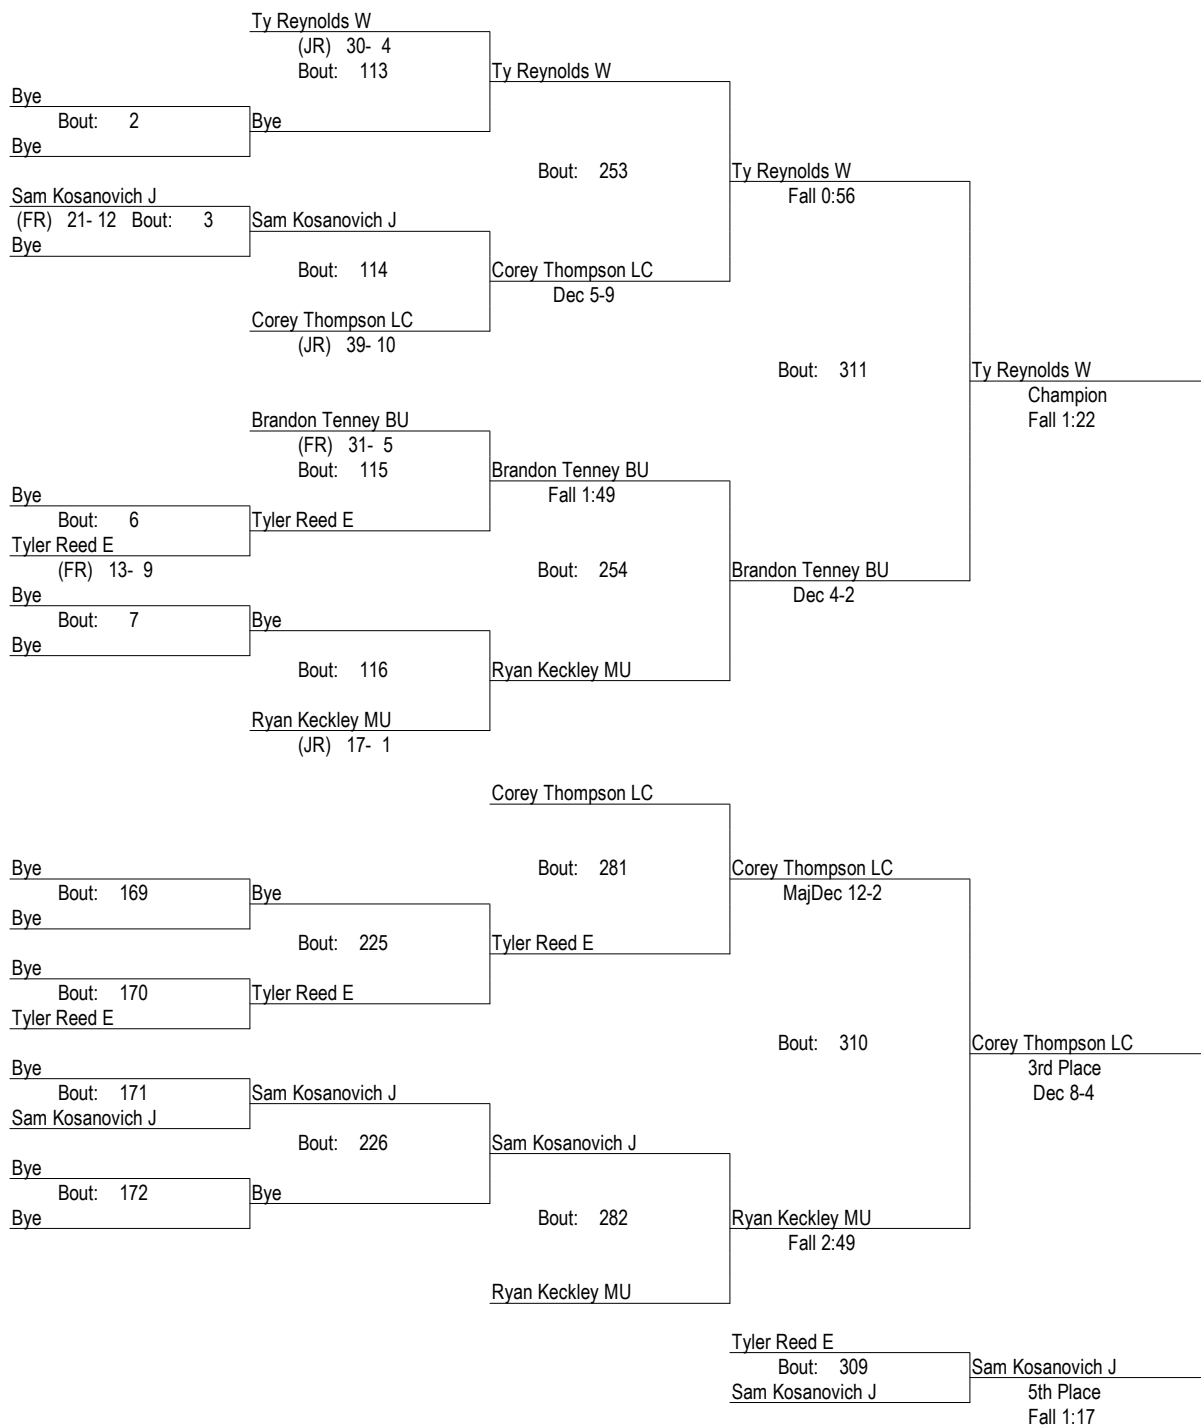 Ty Reynolds W
(JR) 30- 4
Bout: 113
Ty Reynolds W
Bye
Bout: 2
Bye
Bye
Bout: 253
Ty Reynolds W
Fall 0:56
Sam Kosanovich J
(FR) 21- 12 Bout: 3
Sam Kosanovich J
Bye
Bout: 114
Corey Thompson LC
Dec 5-9
Corey Thompson LC
(JR) 39- 10
Bout: 311
Ty Reynolds W
Champion
Fall 1:22
Brandon Tenney BU
(FR) 31- 5
Bout: 115
Brandon Tenney BU
Fall 1:49
Bye
Bout: 6
Tyler Reed E
Tyler Reed E
(FR) 13- 9
Bout: 254
Brandon Tenney BU
Dec 4-2
Bye
Bout: 7
Bye
Bye
Bout: 116
Ryan Keckley MU
Ryan Keckley MU
(JR) 17- 1
Corey Thompson LC
Bout: 281
Corey Thompson LC
MajDec 12-2
Bye
Bout: 169
Bye
Bye
Bout: 225
Tyler Reed E
Bye
Bout: 170
Tyler Reed E
Tyler Reed E
Bout: 310
Corey Thompson LC
3rd Place
Dec 8-4
Bye
Bout: 171
Sam Kosanovich J
Sam Kosanovich J
Bout: 226
Sam Kosanovich J
Bye
Bout: 172
Bye
Bye
Bout: 282
Ryan Keckley MU
Fall 2:49
Ryan Keckley MU
Tyler Reed E
Bout: 309
Sam Kosanovich J
Sam Kosanovich J
5th Place
Fall 1:17